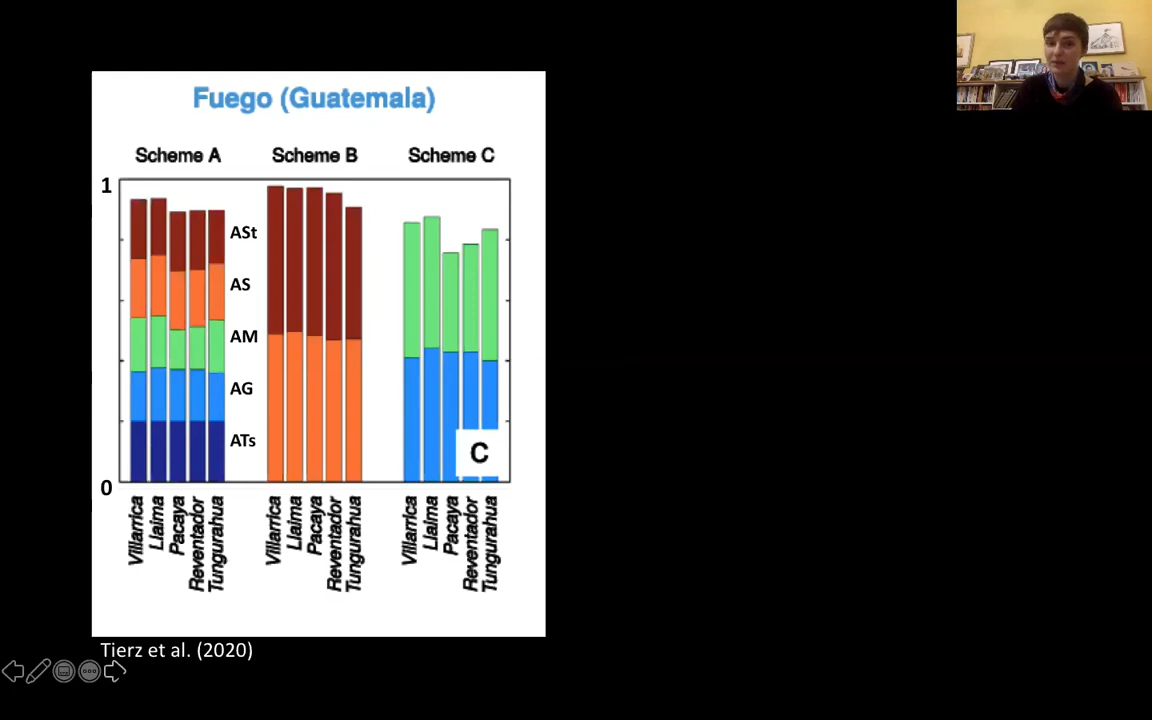 Fuego (Guatemala)
Scheme A
Scheme B
Scheme C
1
ASt
AS
AM
AG
ATs
C
0
Villarrica
Llaima
Pacaya
Reventador
Tungurahua
Villarrica
Llaima
Pacaya
Reventador
Tungurahua
Villarrica
Llaima
Pacaya
Reventador
Tungurahua
Tierz et al. (2020)